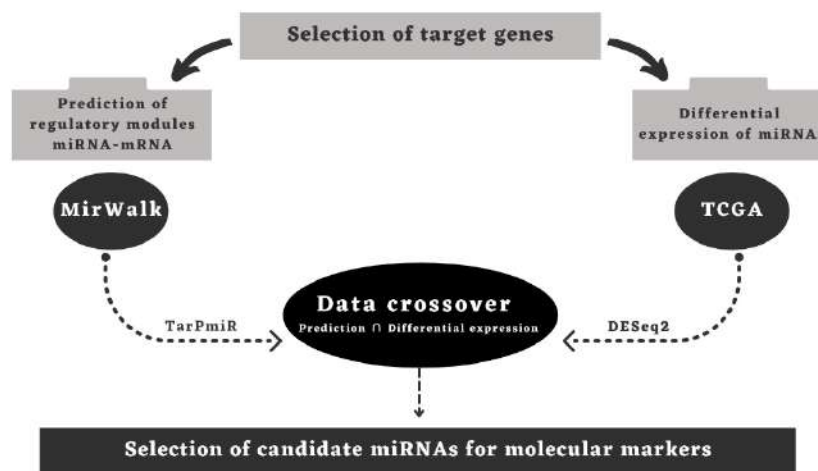 Selection of target genes
Prediction of
regulatory modules
miRNA-mRNA
Differential
expression of miRNA
MirWalk
TCGA
Data crossover
Prediction ∩ Differential expression
TarPmiR
DESeq2
Selection of candidate miRNAs for molecular markers